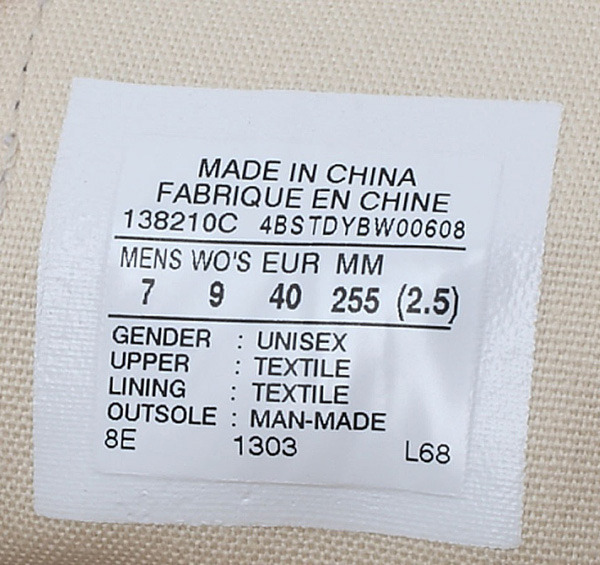 MADE IN CHINA
FABRIQUE EN CHINE
138210C 4BSTDYBW00608
MENS WO'S EUR MM
7 9 40 255 (2.5)
GENDER : UNISEX
UPPER : TEXTILE
LINING : TEXTILE
OUTSOLE : MAN-MADE
8E 1303 L68